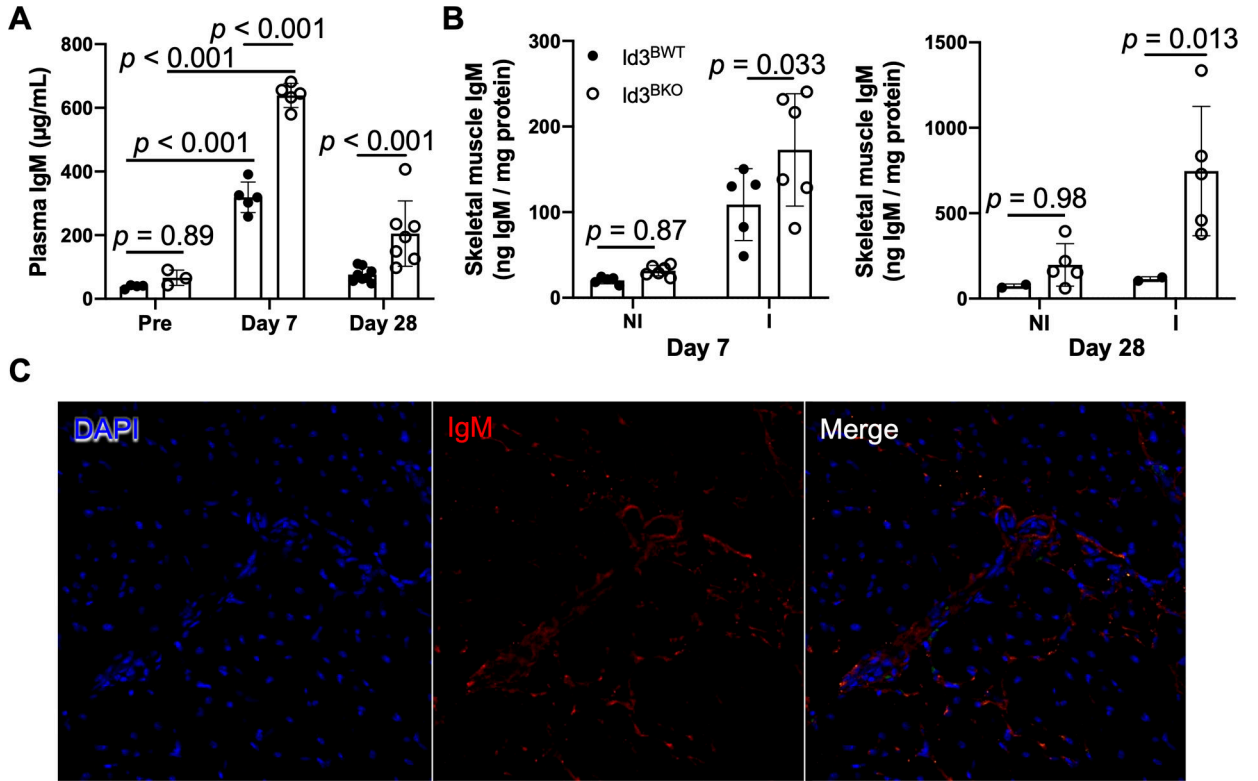 A
Plasma IgM (µg/mL)
800
600
400
200
0
p < 0.001
p < 0.001
p < 0.001
p < 0.001
p = 0.89
Pre
Day 7
Day 28
B
Skeletal muscle IgM
(ng IgM / mg protein)
300
200
100
0
Id3BWT
Id3BKO
p = 0.033
p = 0.87
NI
I
Day 7
Skeletal muscle IgM
(ng IgM / mg protein)
1500
1000
500
0
p = 0.013
p = 0.98
NI
I
Day 28
C
DAPI
IgM
Merge